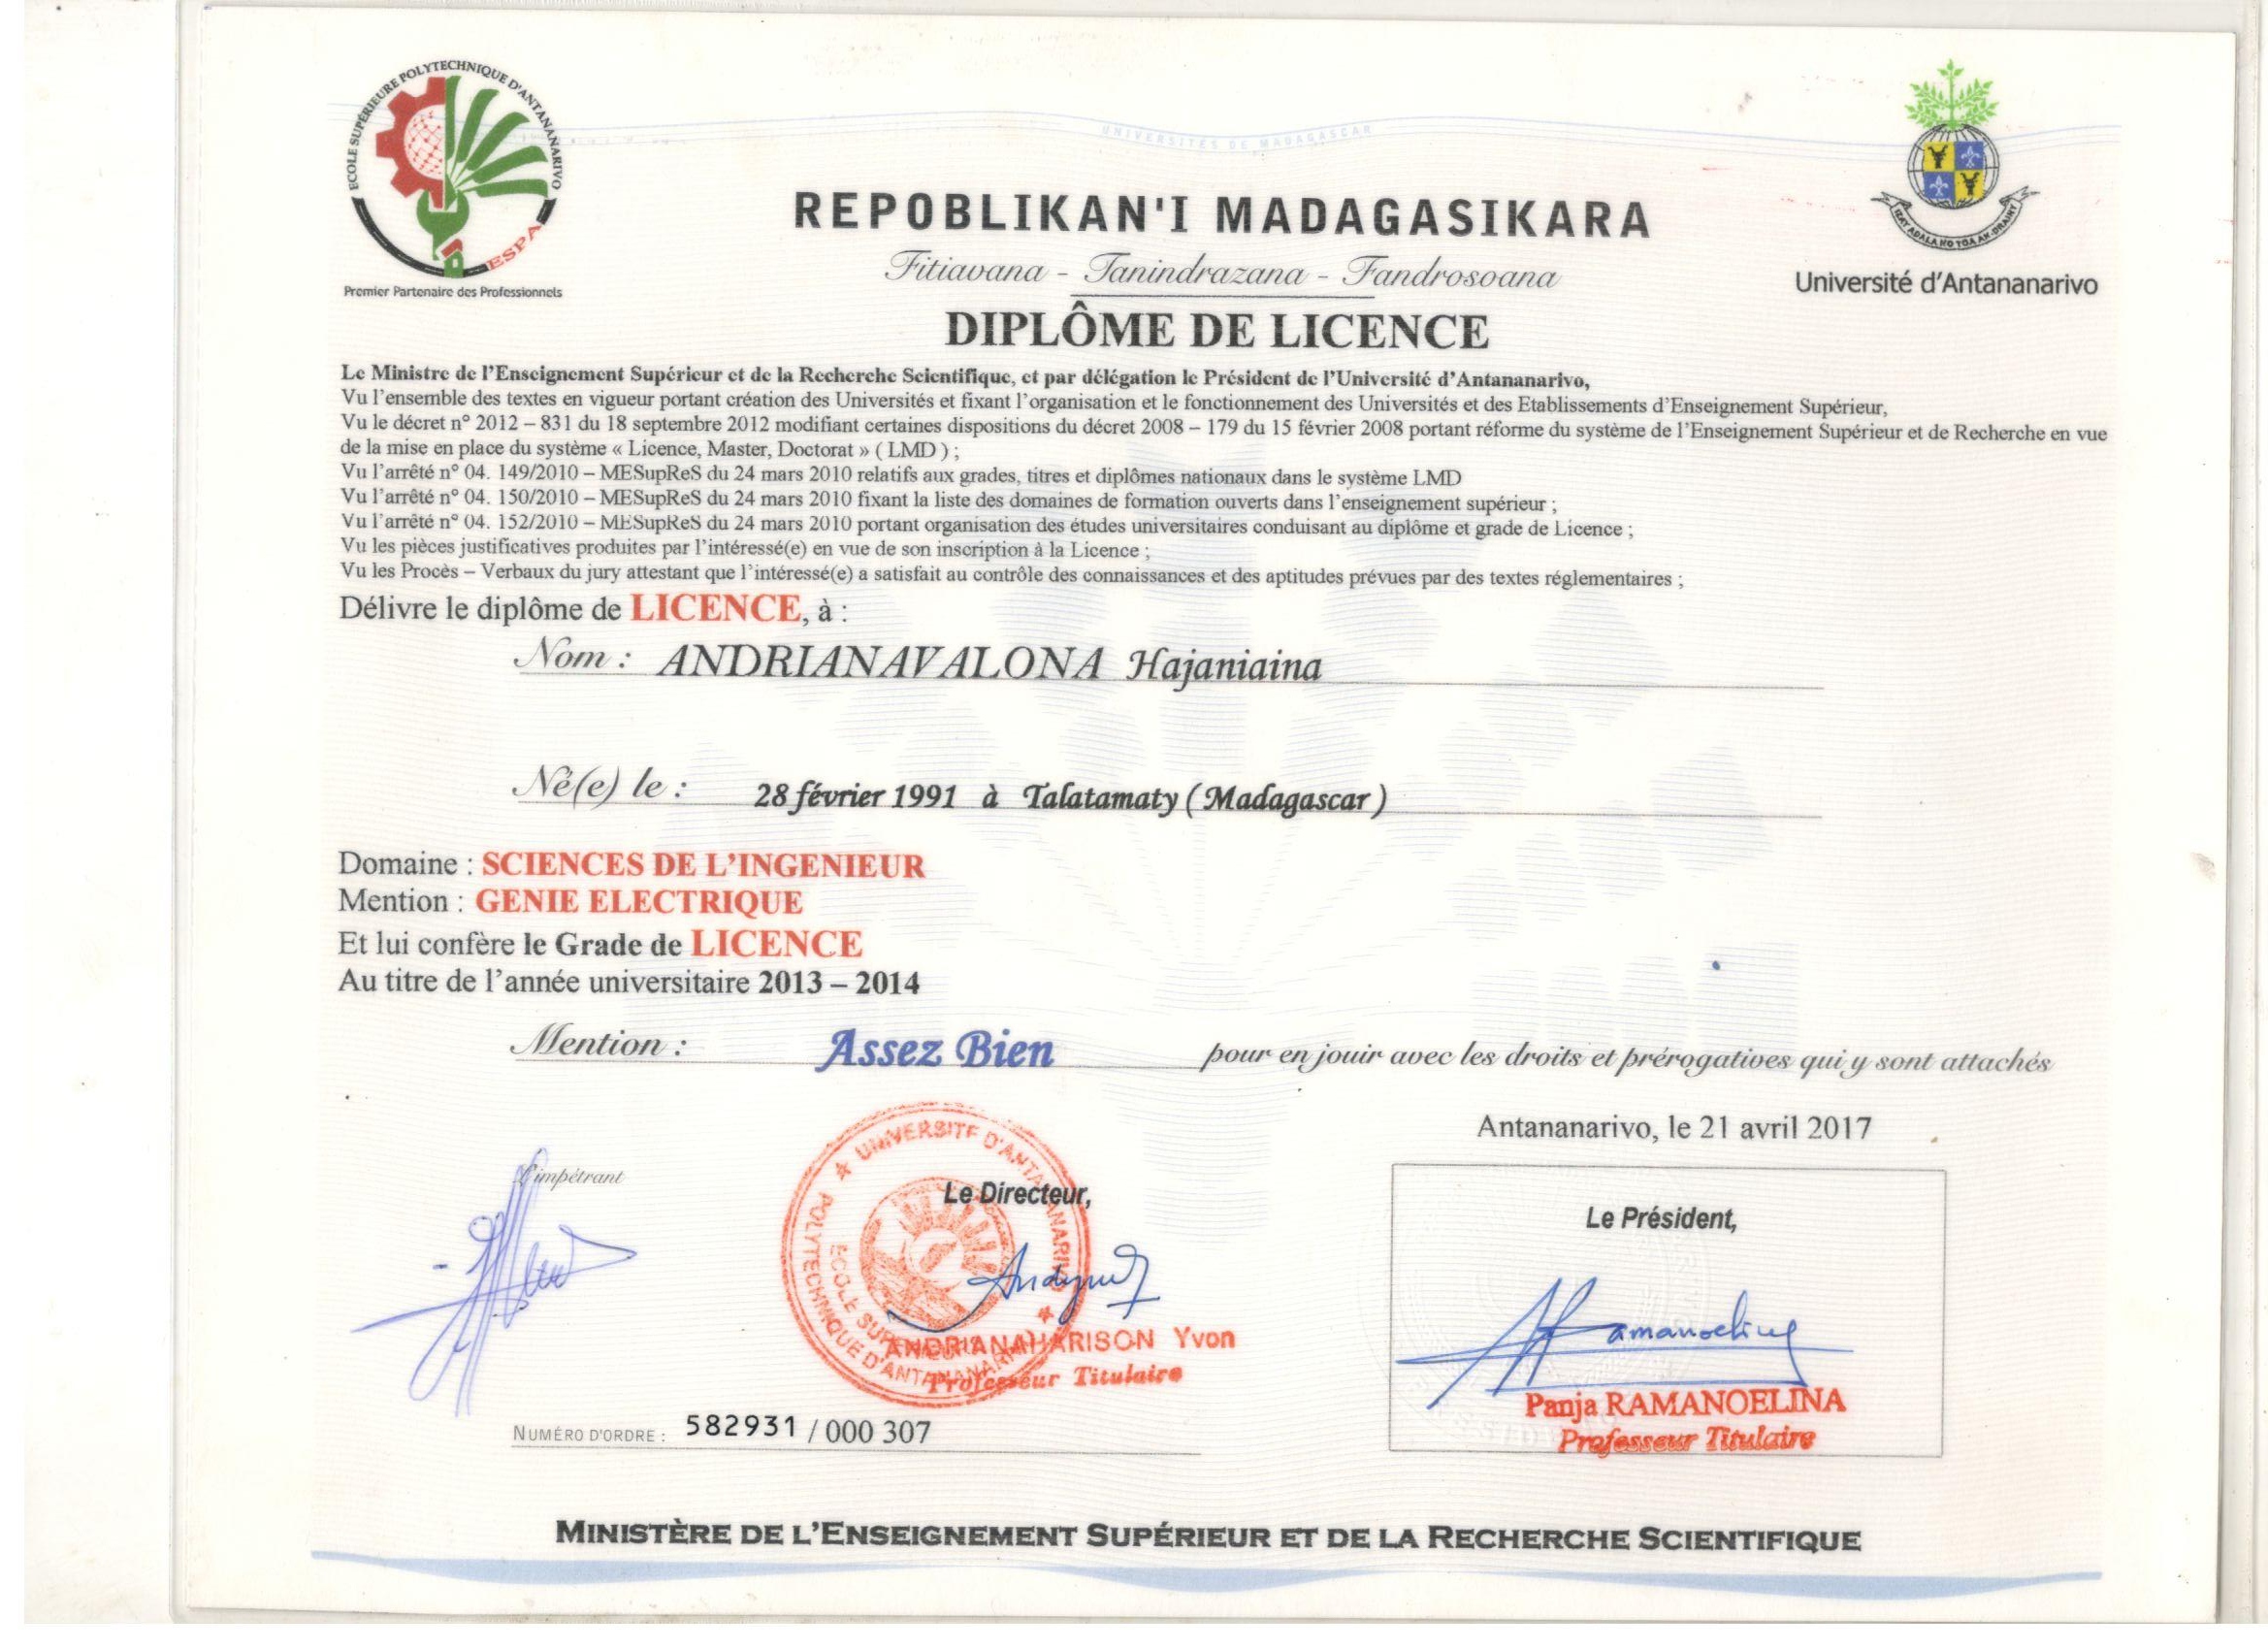 ECOLE SUPÉRIEURE POLYTECHNIQUE D'ANTANANARIVO
ESPA
Premier Partenaire des Professionnels
UNIVERSITÉS DE MADAGASCAR
IZAY ADALA NO TOA AN-DRAINY
Université d'Antananarivo
REPOBLIKAN'I MADAGASIKARA
Fitiavana - Tanindrazana - Fandrosoana
DIPLÔME DE LICENCE
Le Ministre de l'Enseignement Supérieur et de la Recherche Scientifique, et par délégation le Président de l'Université d'Antananarivo,
Vu l'ensemble des textes en vigueur portant création des Universités et fixant l'organisation et le fonctionnement des Universités et des Etablissements d'Enseignement Supérieur,
Vu le décret n° 2012 – 831 du 18 septembre 2012 modifiant certaines dispositions du décret 2008 – 179 du 15 février 2008 portant réforme du système de l'Enseignement Supérieur et de Recherche en vue
de la mise en place du système « Licence, Master, Doctorat » ( LMD ) ;
Vu l'arrêté n° 04. 149/2010 – MESupReS du 24 mars 2010 relatifs aux grades, titres et diplômes nationaux dans le système LMD
Vu l'arrêté n° 04. 150/2010 – MESupReS du 24 mars 2010 fixant la liste des domaines de formation ouverts dans l'enseignement supérieur ;
Vu l'arrêté n° 04. 152/2010 – MESupReS du 24 mars 2010 portant organisation des études universitaires conduisant au diplôme et grade de Licence ;
Vu les pièces justificatives produites par l'intéressé(e) en vue de son inscription à la Licence ;
Vu les Procès – Verbaux du jury attestant que l'intéressé(e) a satisfait au contrôle des connaissances et des aptitudes prévues par des textes réglementaires ;
Délivre le diplôme de LICENCE, à :
Nom : ANDRIANAVALONA Hajaniaina
Né(e) le : 28 février 1991 à Talatamaty ( Madagascar )
Domaine : SCIENCES DE L'INGENIEUR
Mention : GENIE ELECTRIQUE
Et lui confère le Grade de LICENCE
Au titre de l'année universitaire 2013 – 2014
Mention : Assez Bien pour en jouir avec les droits et prérogatives qui y sont attachés
Antananarivo, le 21 avril 2017
L'impétrant
Le Directeur,
Le Président,
UNIVERSITE D'ANTANANARIVO
ECOLE SUPERIEURE POLYTECHNIQUE D'ANTANANARIVO
ANDRIANAHARISON Yvon
Professeur Titulaire
Ramanoelina
Panja RAMANOELINA
Professeur Titulaire
NUMÉRO D'ORDRE : 582931 / 000 307
MINISTÈRE DE L'ENSEIGNEMENT SUPÉRIEUR ET DE LA RECHERCHE SCIENTIFIQUE